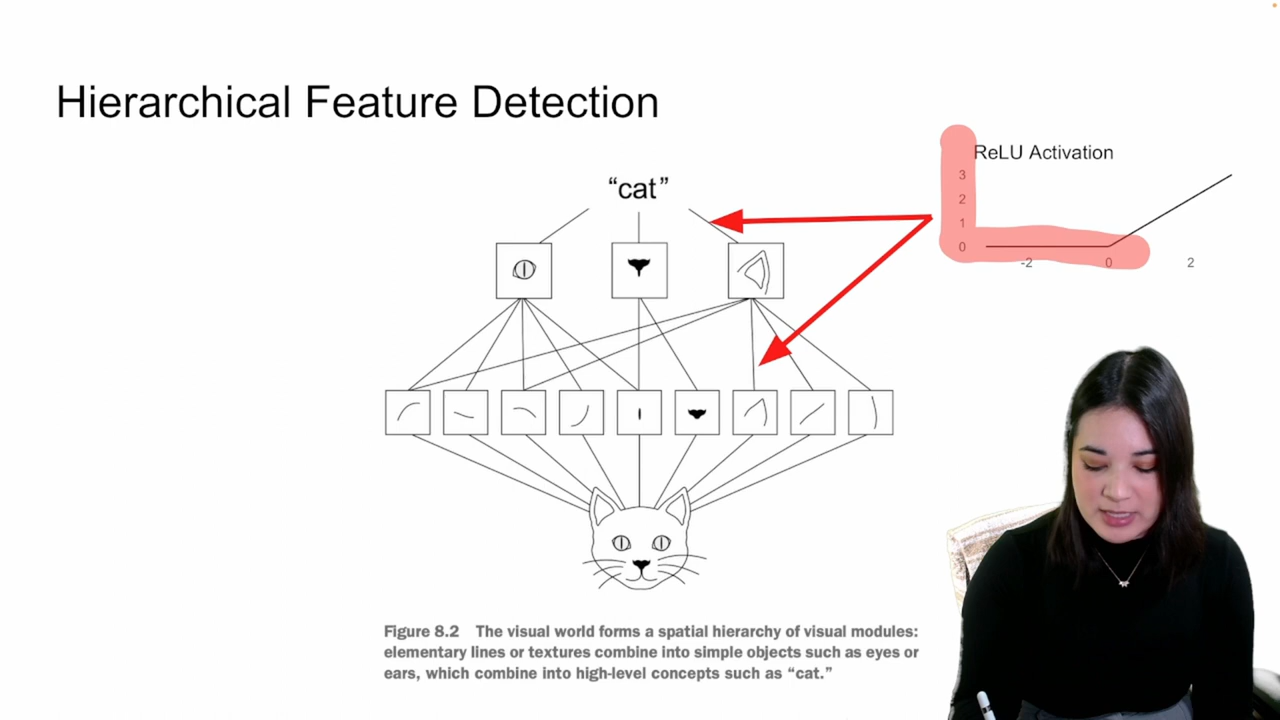 Hierarchical Feature Detection
ReLU Activation
3
2
1
0
-2 0 2
“cat”
Figure 8.2 The visual world forms a spatial hierarchy of visual modules:
elementary lines or textures combine into simple objects such as eyes or
ears, which combine into high-level concepts such as “cat.”